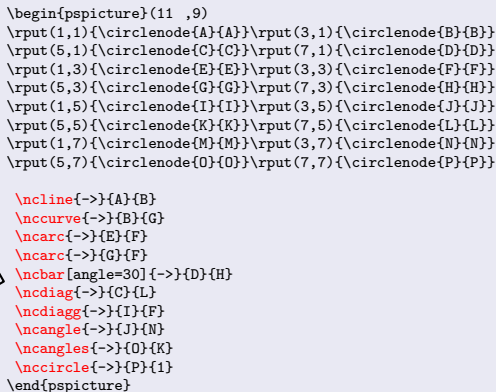 \begin{pspicture}(11 ,9)
\rput(1,1){\circlenode{A}{A}}\rput(3,1){\circlenode{B}{B}}
\rput(5,1){\circlenode{C}{C}}\rput(7,1){\circlenode{D}{D}}
\rput(1,3){\circlenode{E}{E}}\rput(3,3){\circlenode{F}{F}}
\rput(5,3){\circlenode{G}{G}}\rput(7,3){\circlenode{H}{H}}
\rput(1,5){\circlenode{I}{I}}\rput(3,5){\circlenode{J}{J}}
\rput(5,5){\circlenode{K}{K}}\rput(7,5){\circlenode{L}{L}}
\rput(1,7){\circlenode{M}{M}}\rput(3,7){\circlenode{N}{N}}
\rput(5,7){\circlenode{O}{O}}\rput(7,7){\circlenode{P}{P}}
\ncline{->}{A}{B}
\nccurve{->}{B}{G}
\ncarc{->}{E}{F}
\ncarc{->}{G}{F}
\ncbar[angle=30]{->}{D}{H}
\ncdiag{->}{C}{L}
\ncdiagg{->}{I}{F}
\ncangle{->}{J}{N}
\ncangles{->}{O}{K}
\nccircle{->}{P}{1}
\end{pspicture}